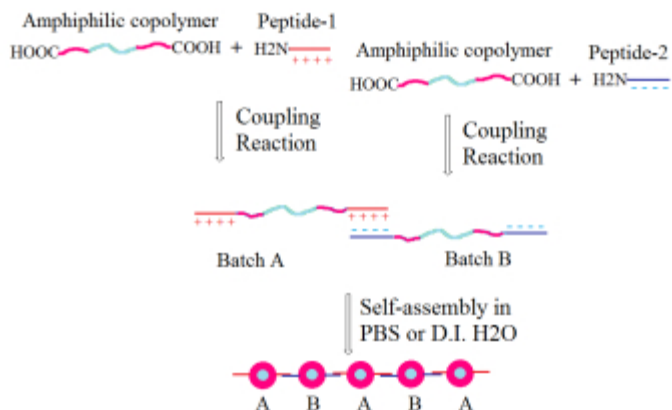 Amphiphilic copolymer Peptide-1
HOOC COOH + H2N
+ + + +
Amphiphilic copolymer Peptide-2
HOOC COOH + H2N
- - - - -
Coupling
Reaction
Coupling
Reaction
+ + + + + + + +
- - - - - - - -
Batch A Batch B
Self-assembly in
PBS or D.I. H2O
A B A B A